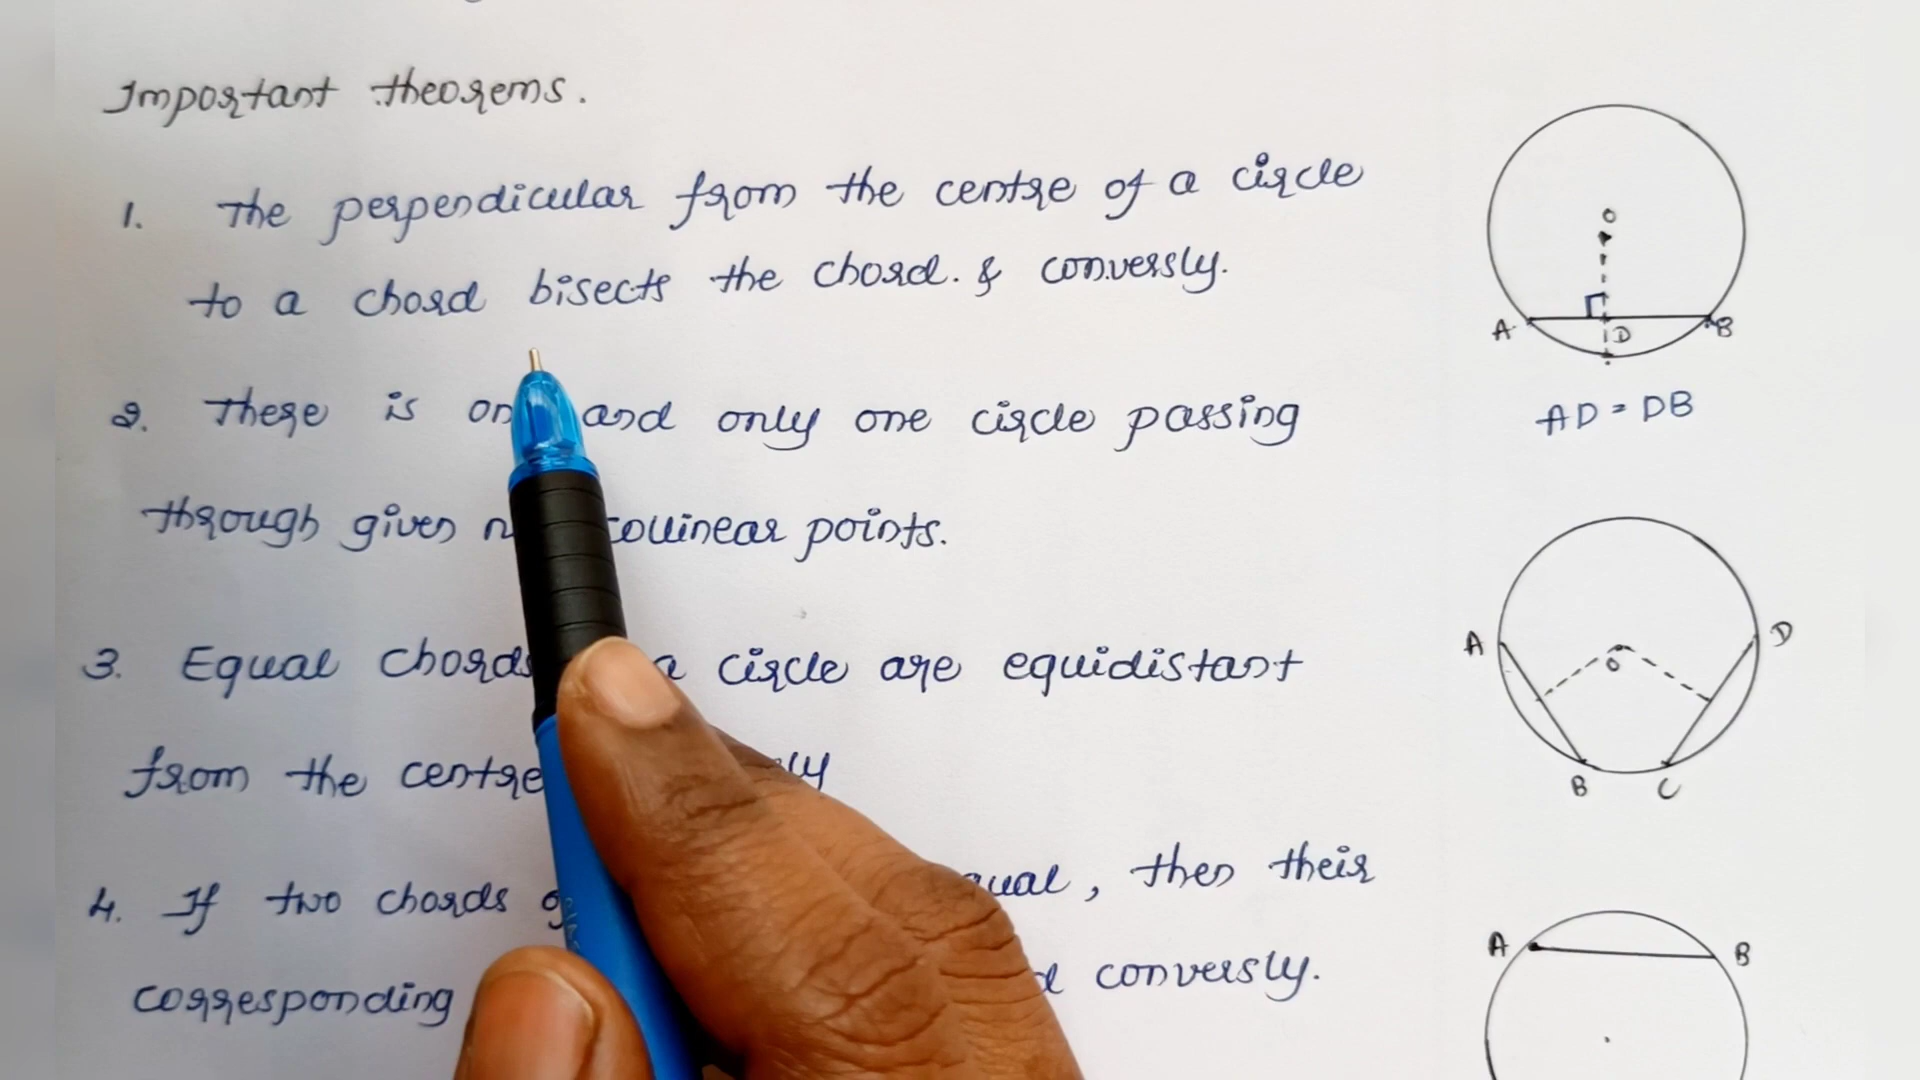 Important theorems.
1. The perpendicular from the centre of a circle
to a chord bisects the chord. & conversly.
2. There is and only one circle passing
through given collinear points.
3. Equal chords a circle are equidistant
from the centre
4. If two chords then their
corresponding conversly.
O
A D B
AD = DB
A D
O
B C
A B